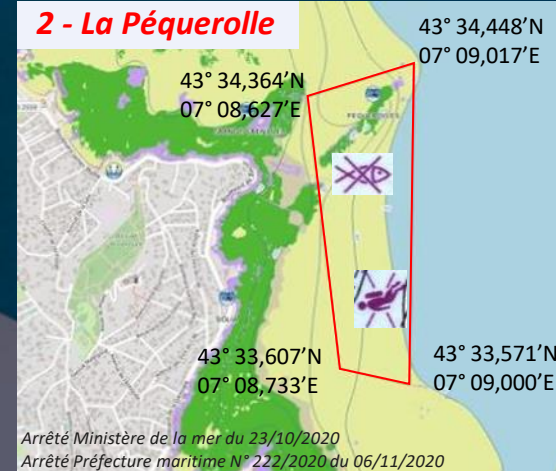 2 - La Péquerolle
43° 34,448’N
07° 09,017’E
43° 34,364’N
07° 08,627’E
43° 33,607’N
07° 08,733’E
43° 33,571’N
07° 09,000’E
Arrêté Ministère de la mer du 23/10/2020
Arrêté Préfecture maritime N° 222/2020 du 06/11/2020